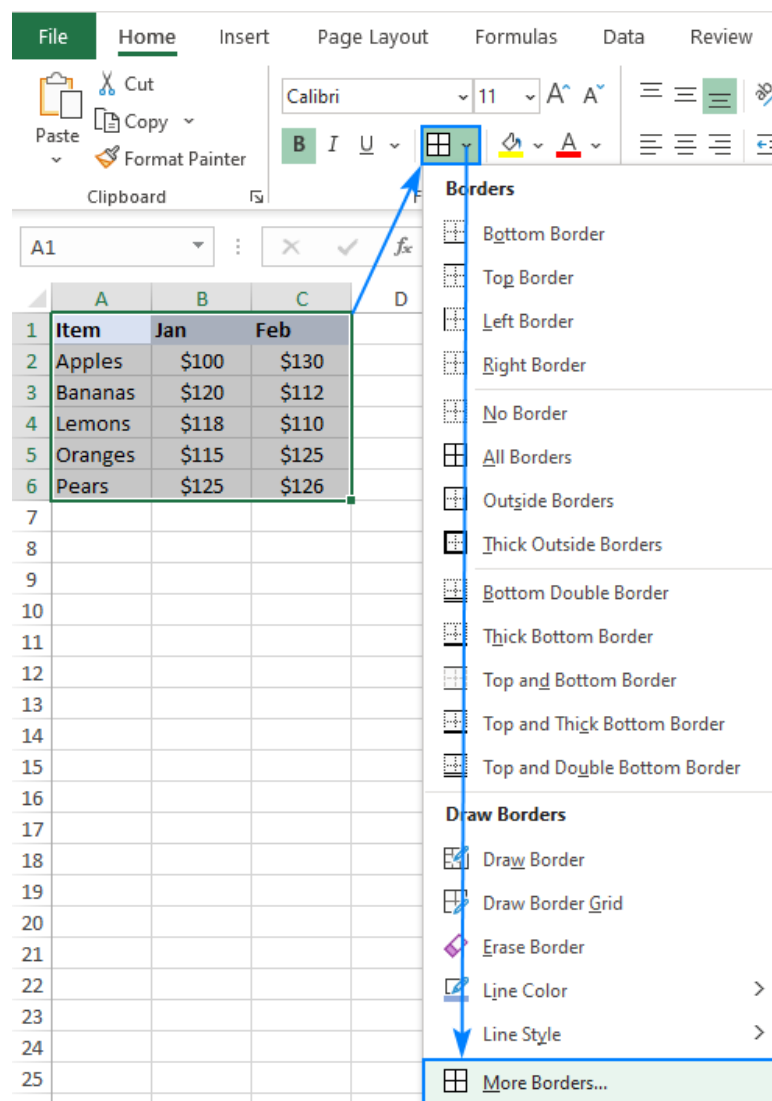 File Home Insert Page Layout Formulas Data Review
Cut
Calibri 11 A A
Copy
Paste
B I U A
Format Painter
Clipboard F
A1 fx
A B C D
1 Item Jan Feb
2 Apples $100 $130
3 Bananas $120 $112
4 Lemons $118 $110
5 Oranges $115 $125
6 Pears $125 $126
7
8
9
10
11
12
13
14
15
16
17
18
19
20
21
22
23
24
25
Borders
Bottom Border
Top Border
Left Border
Right Border
No Border
All Borders
Outside Borders
Thick Outside Borders
Bottom Double Border
Thick Bottom Border
Top and Bottom Border
Top and Thick Bottom Border
Top and Double Bottom Border
Draw Borders
Draw Border
Draw Border Grid
Erase Border
Line Color
Line Style
More Borders...